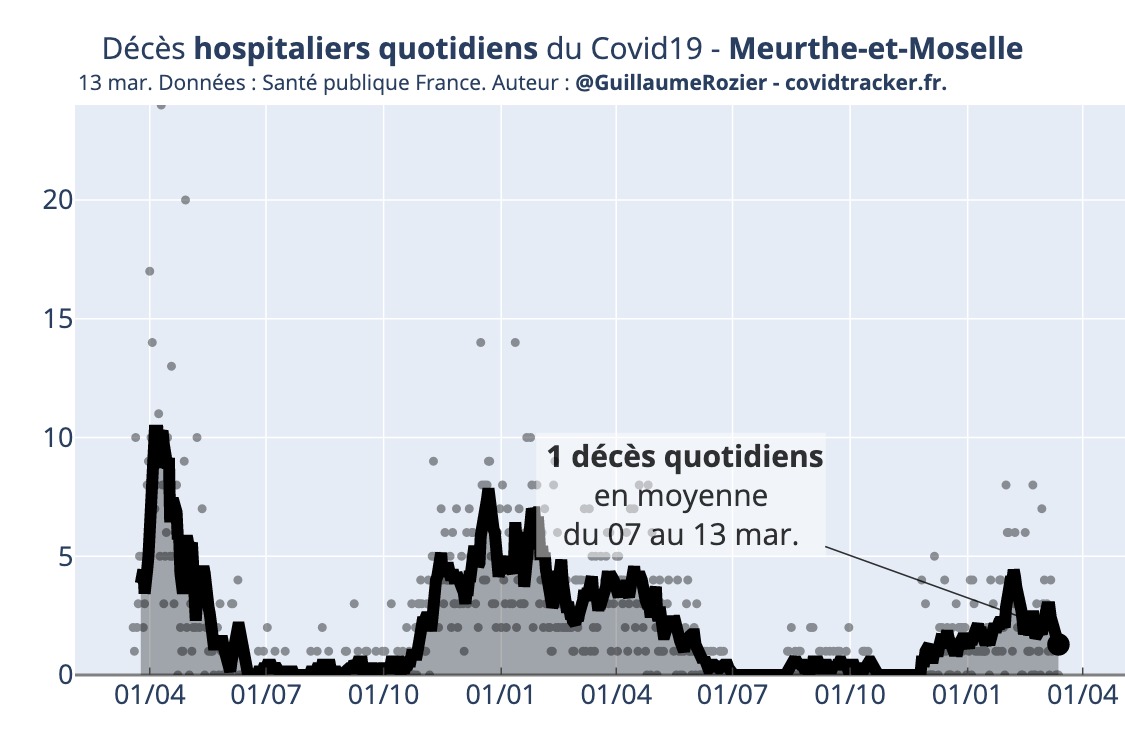 Décès hospitaliers quotidiens du Covid19 - Meurthe-et-Moselle
13 mar. Données : Santé publique France. Auteur : @GuillaumeRozier - covidtracker.fr.
20
15
10
5
0
1 décès quotidiens
en moyenne
du 07 au 13 mar.
01/04 01/07 01/10 01/01 01/04 01/07 01/10 01/01 01/04